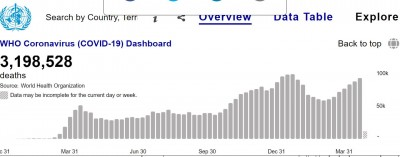 Search by Country, Terr
Overview
Data Table
Explore
WHO Coronavirus (COVID-19) Dashboard
Back to top
3,198,528
deaths
Source: World Health Organization
Data may be incomplete for the current day or week.
100k
50k
0
c 31
Mar 31
Jun 30
Sep 30
Dec 31
Mar 31